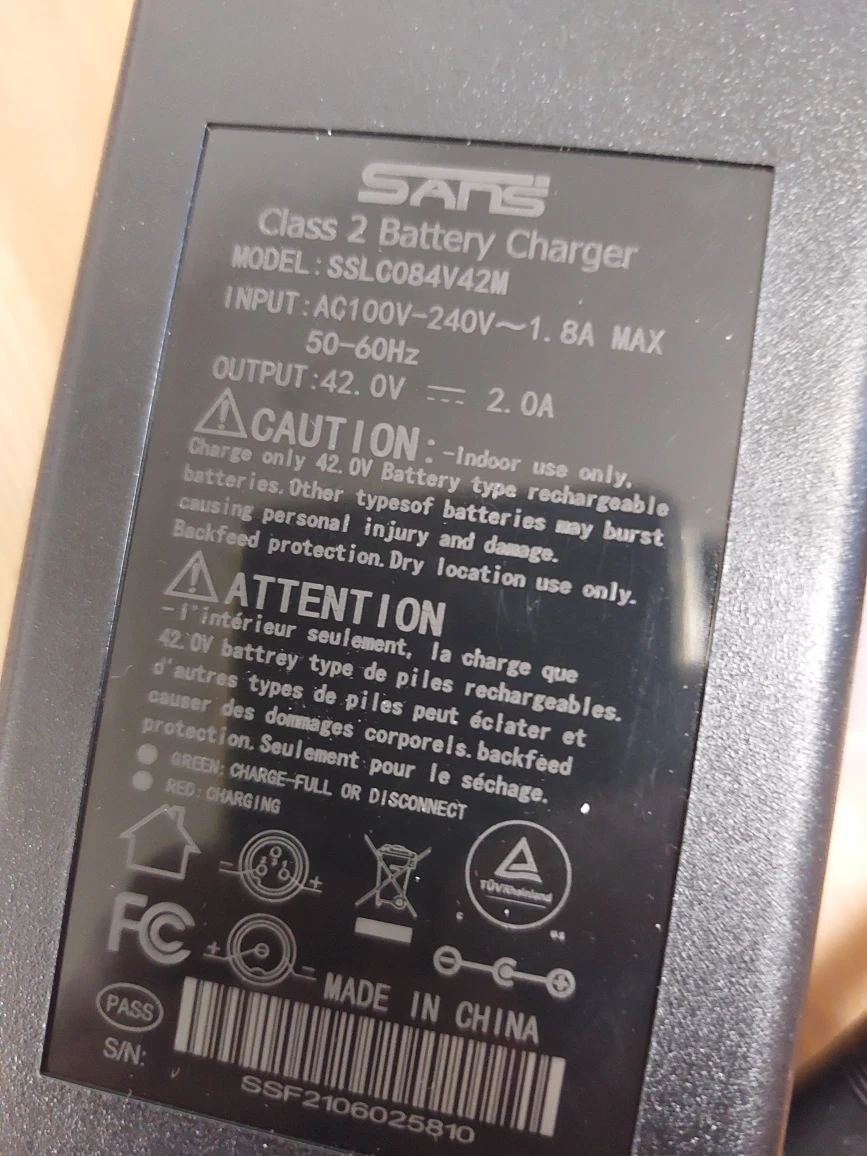 SANS
Class 2 Battery Charger
MODEL:SSLC084V42M
INPUT:AC100V-240V~1.8A MAX
50-60Hz
OUTPUT:42.0V ⎓ 2.0A
CAUTION:-Indoor use only,
Charge only 42.0V Battery type rechargeable
batteries.Other typesof batteries may burst
causing personal injury and damage.
Backfeed protection.Dry location use only.
ATTENTION
-l'intérieur seulement, la charge que
42.0V battrey type de piles rechargeables.
d'autres types de piles peut éclater et
causer des dommages corporels.backfeed
protection.Seulement pour le séchage.
GREEN: CHARGE-FULL OR DISCONNECT
RED: CHARGING
- +
TÜVRheinland
FC
+ -
- +
MADE IN CHINA
PASS
S/N:
SSF2106025810